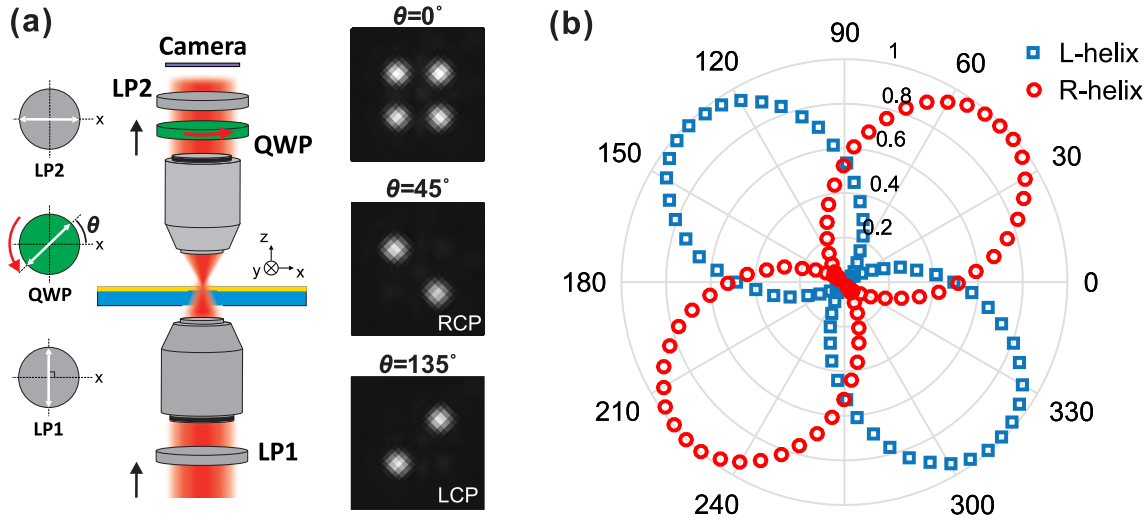 (a)
Camera
LP2
QWP
x
LP2
θ
x
QWP
z
y
x
x
LP1
LP1
θ=0°
θ=45°
RCP
θ=135°
LCP
(b)
L-helix
R-helix
90
120
60
150
30
180
0
210
330
240
300
1
0.8
0.6
0.4
0.2